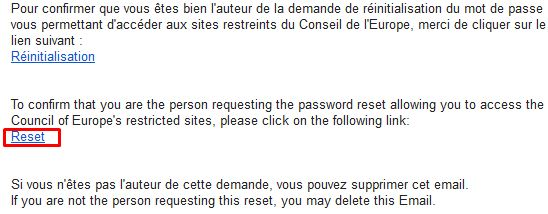 Pour confirmer que vous êtes bien l'auteur de la demande de réinitialisation du mot de passe
vous permettant d'accéder aux sites restreints du Conseil de l'Europe, merci de cliquer sur le
lien suivant :
Réinitialisation
To confirm that you are the person requesting the password reset allowing you to access the
Council of Europe's restricted sites, please click on the following link:
Reset
Si vous n'êtes pas l'auteur de cette demande, vous pouvez supprimer cet email.
If you are not the person requesting this reset, you may delete this Email.